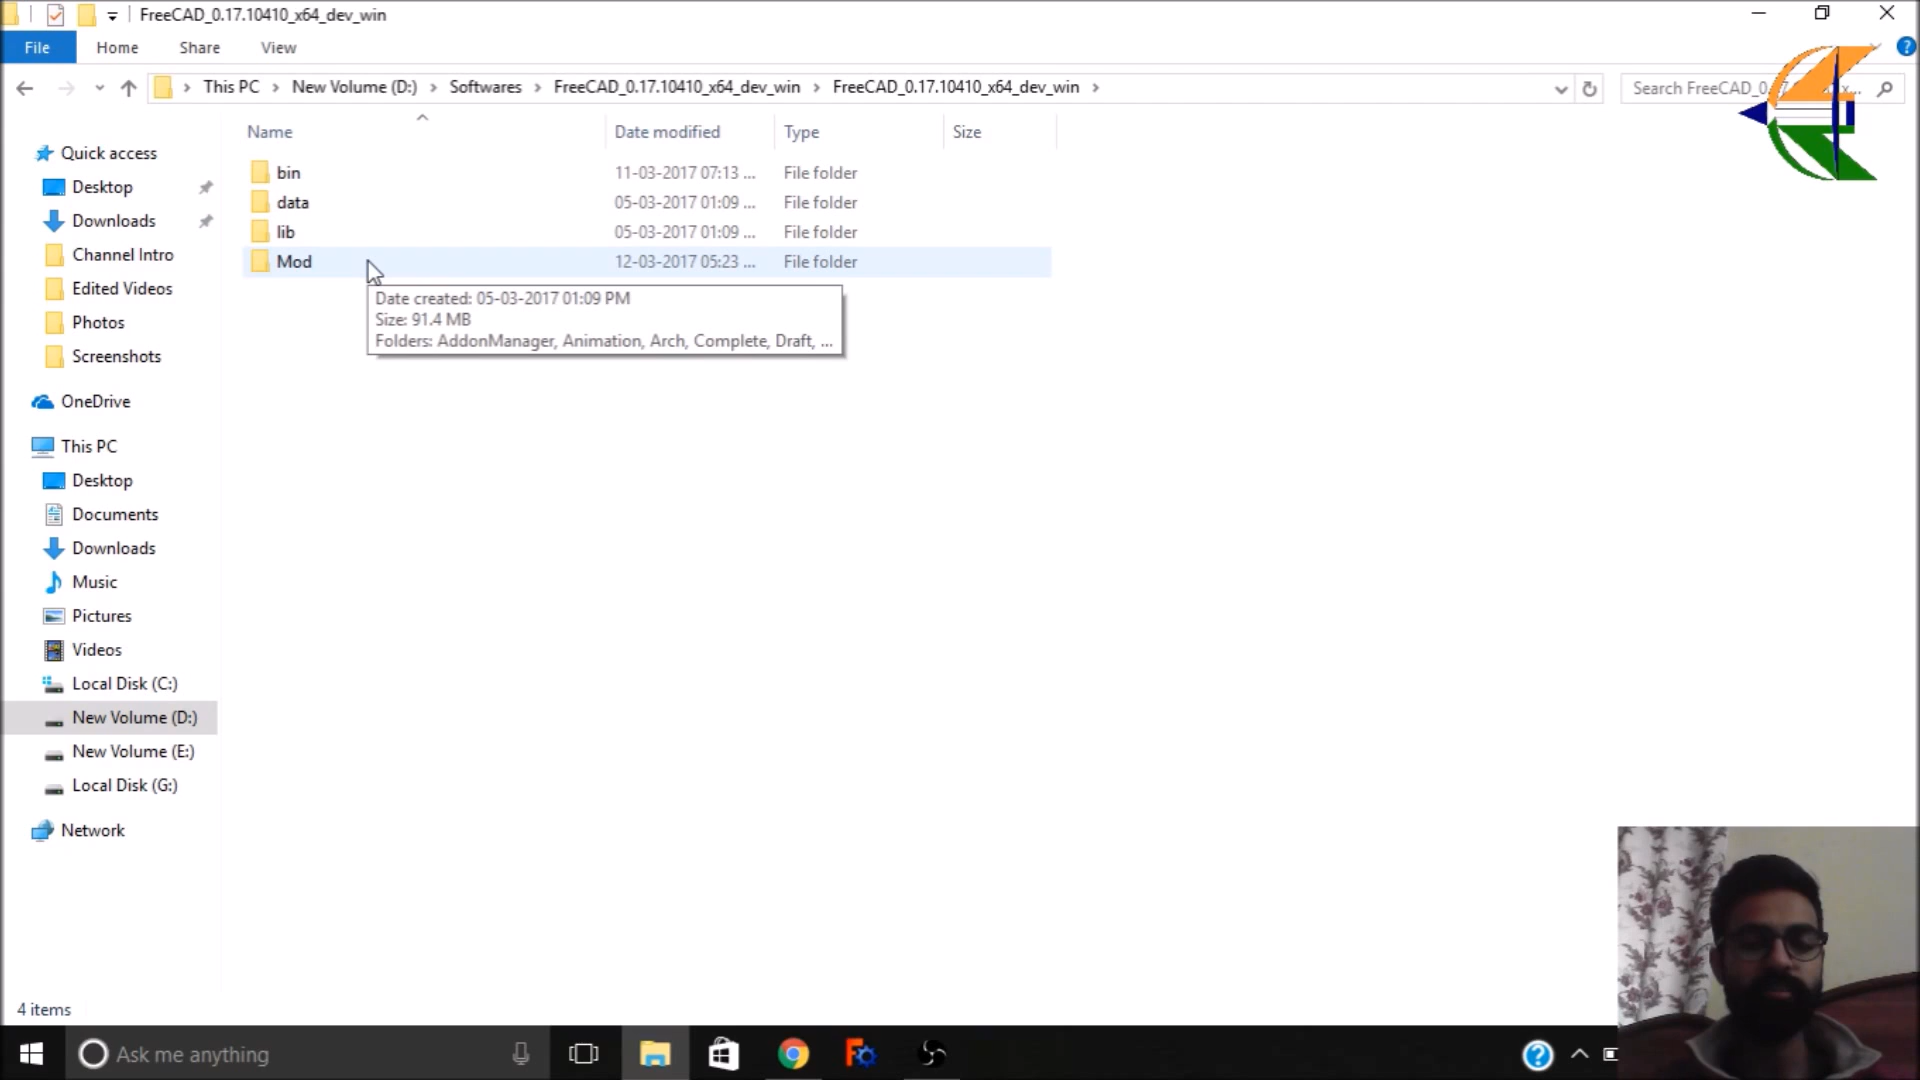 FreeCAD_0.17.10410_x64_dev_win
File Home Share View
This PC New Volume (D:) Softwares FreeCAD_0.17.10410_x64_dev_win FreeCAD_0.17.10410_x64_dev_win
Search FreeCAD_0.
Name Date modified Type Size
bin 11-03-2017 07:13 ... File folder
data 05-03-2017 01:09 ... File folder
lib 05-03-2017 01:09 ... File folder
Mod 12-03-2017 05:23 ... File folder
Date created: 05-03-2017 01:09 PM
Size: 91.4 MB
Folders: AddonManager, Animation, Arch, Complete, Draft, ...
Quick access
Desktop
Downloads
Channel Intro
Edited Videos
Photos
Screenshots
OneDrive
This PC
Desktop
Documents
Downloads
Music
Pictures
Videos
Local Disk (C:)
New Volume (D:)
New Volume (E:)
Local Disk (G:)
Network
4 items
Ask me anything